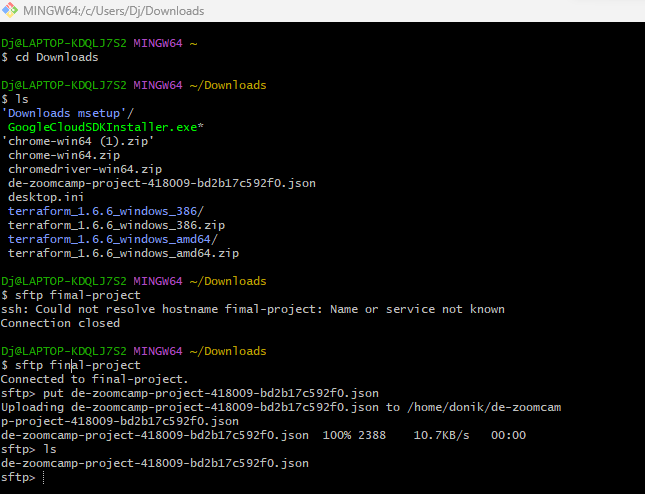 MINGW64:/c/Users/Dj/Downloads
Dj@LAPTOP-KDQLJ7S2 MINGW64 ~
$ cd Downloads
Dj@LAPTOP-KDQLJ7S2 MINGW64 ~/Downloads
$ ls
'Downloads msetup'/
GoogleCloudSDKInstaller.exe*
'chrome-win64 (1).zip'
chrome-win64.zip
chromedriver-win64.zip
de-zoomcamp-project-418009-bd2b17c592f0.json
desktop.ini
terraform_1.6.6_windows_386/
terraform_1.6.6_windows_386.zip
terraform_1.6.6_windows_amd64/
terraform_1.6.6_windows_amd64.zip
Dj@LAPTOP-KDQLJ7S2 MINGW64 ~/Downloads
$ sftp fimal-project
ssh: Could not resolve hostname fimal-project: Name or service not known
Connection closed
Dj@LAPTOP-KDQLJ7S2 MINGW64 ~/Downloads
$ sftp final-project
Connected to final-project.
sftp> put de-zoomcamp-project-418009-bd2b17c592f0.json
Uploading de-zoomcamp-project-418009-bd2b17c592f0.json to /home/donik/de-zoomcam
p-project-418009-bd2b17c592f0.json
de-zoomcamp-project-418009-bd2b17c592f0.json 100% 2388 10.7KB/s 00:00
sftp> ls
de-zoomcamp-project-418009-bd2b17c592f0.json
sftp>